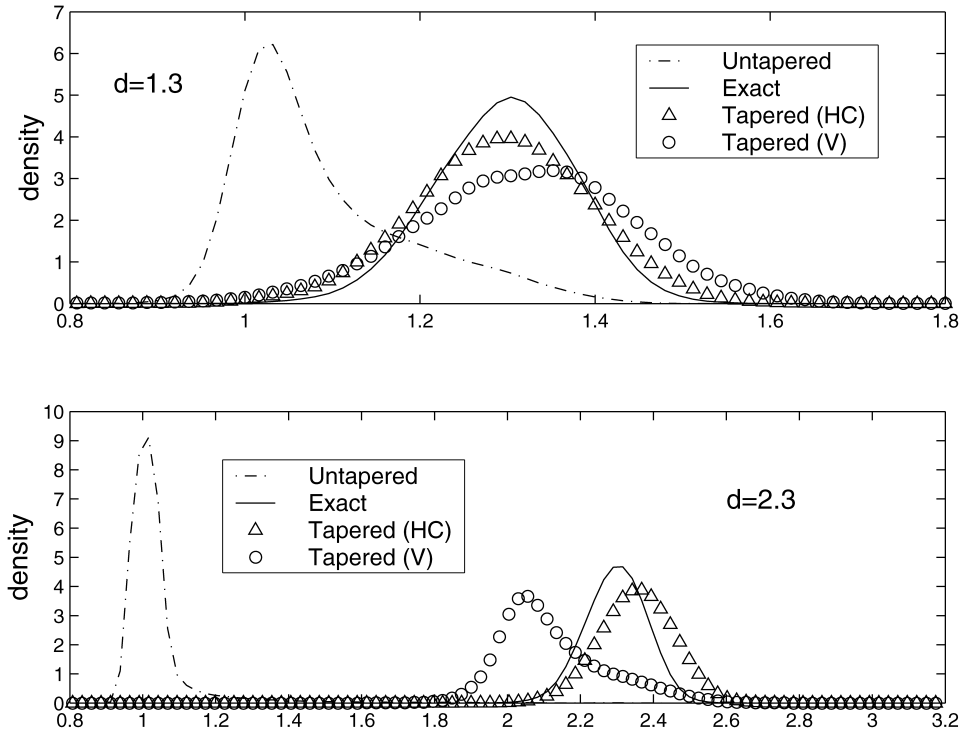 7
6
5
4
3
2
1
0
density
d=1.3
Untapered
Exact
Tapered (HC)
Tapered (V)
0.8 1 1.2 1.4 1.6 1.8
10
9
8
7
6
5
4
3
2
1
0
density
Untapered
Exact
Tapered (HC)
Tapered (V)
d=2.3
0.8 1 1.2 1.4 1.6 1.8 2 2.2 2.4 2.6 2.8 3 3.2